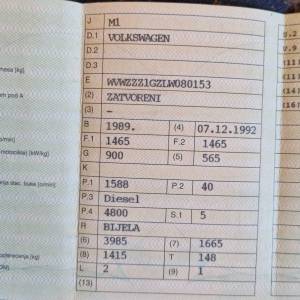 J M1
D.1 VOLKSWAGEN
D.2
D.3
E WVWZZZ1GZLW080153
(2) ZATVORENI
(3) –
B 1989. (4) 07.12.1992
F.1 1465 F.2 1465
G 900 (5) 565
K
P.1 1588 P.2 40
P.3 Diesel
P.4 4800 S.1 5
R BIJELA
(6) 3985 (7) 1665
(8) 1415 T 148
L 2 (9) 1
(13)